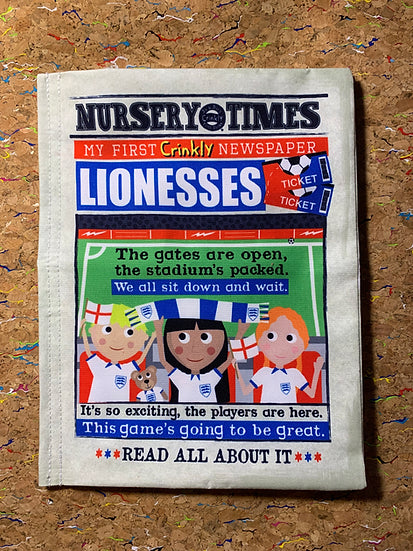 NURSERY TIMES
MY FIRST Crinkly NEWSPAPER
LIONESSES
TICKET
TICKET
The gates are open,
the stadium's packed.
We all sit down and wait.
It's so exciting, the players are here.
This game's going to be great.
READ ALL ABOUT IT